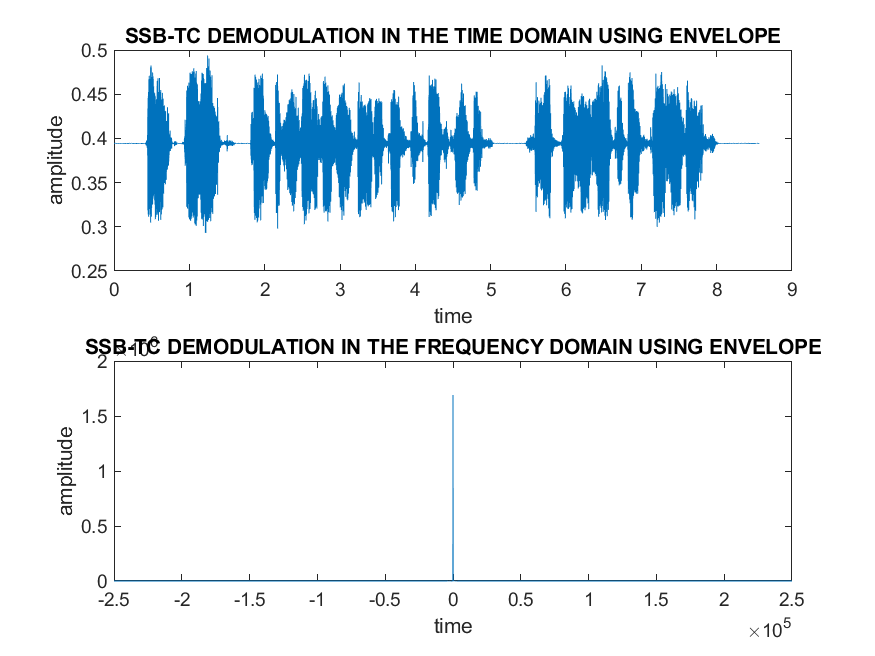 SSB-TC DEMODULATION IN THE TIME DOMAIN USING ENVELOPE
0.5
0.45
0.4
0.35
0.3
0.25
amplitude
0 1 2 3 4 5 6 7 8 9
time
SSB-TC DEMODULATION IN THE FREQUENCY DOMAIN USING ENVELOPE
2
1.5
1
0.5
0
amplitude
-2.5 -2 -1.5 -1 -0.5 0 0.5 1 1.5 2 2.5
time
×10⁵